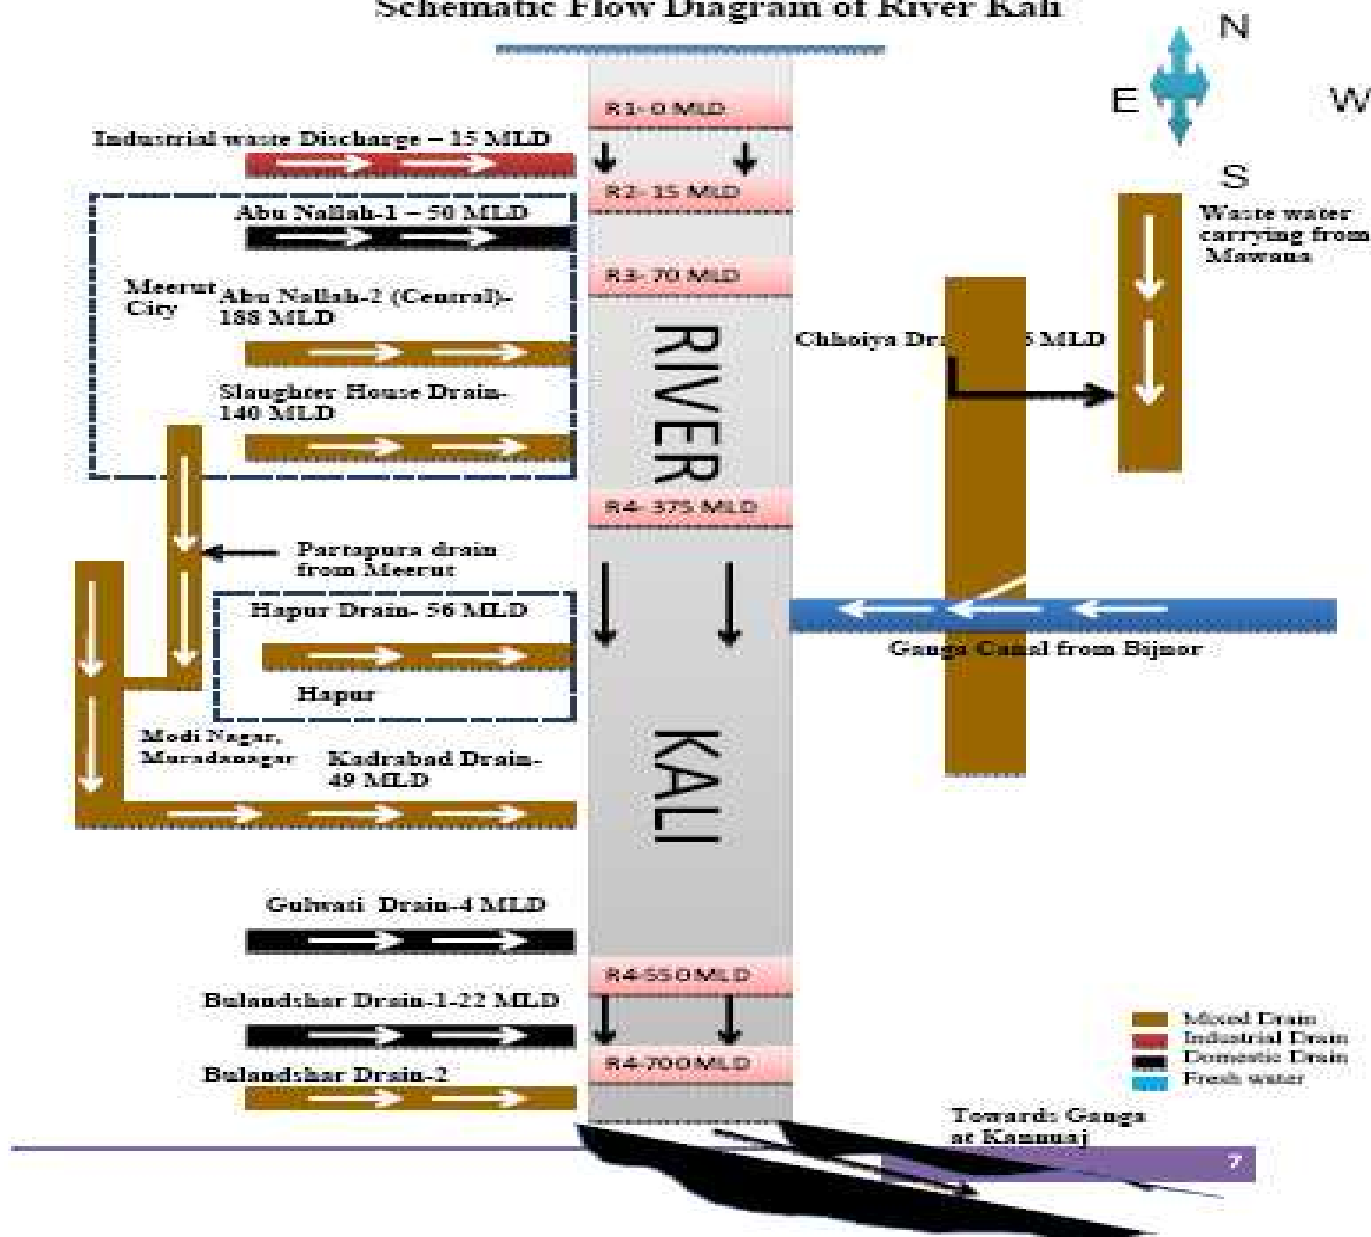 Schematic Flow Diagram of River Kali
N
E
W
S
R1- 0 MLD
Industrial waste Discharge – 15 MLD
R2- 15 MLD
Abu Nallah-1 – 50 MLD
Waste water
carrying from
Mawana
R3- 70 MLD
Meerut
City
Abu Nallah-2 (Central)-
188 MLD
RIVER
Chhoiya MLD
Slaughter House Drain-
140 MLD
R4- 375 MLD
Partapura drain
from Meerut
Hapur Drain- 56 MLD
Ganga Canal from Bijnor
Hapur
Modi Nagar,
Muradanagar
Kadrabad Drain-
49 MLD
KALI
Gulwati Drain-4 MLD
R4-550 MLD
Bulandshar Drain-1-22 MLD
R4-700 MLD
Bulandshar Drain-2
Mixed Drain
Industrial Drain
Domestic Drain
Fresh water
Towards Ganga
at Kannuaj
7